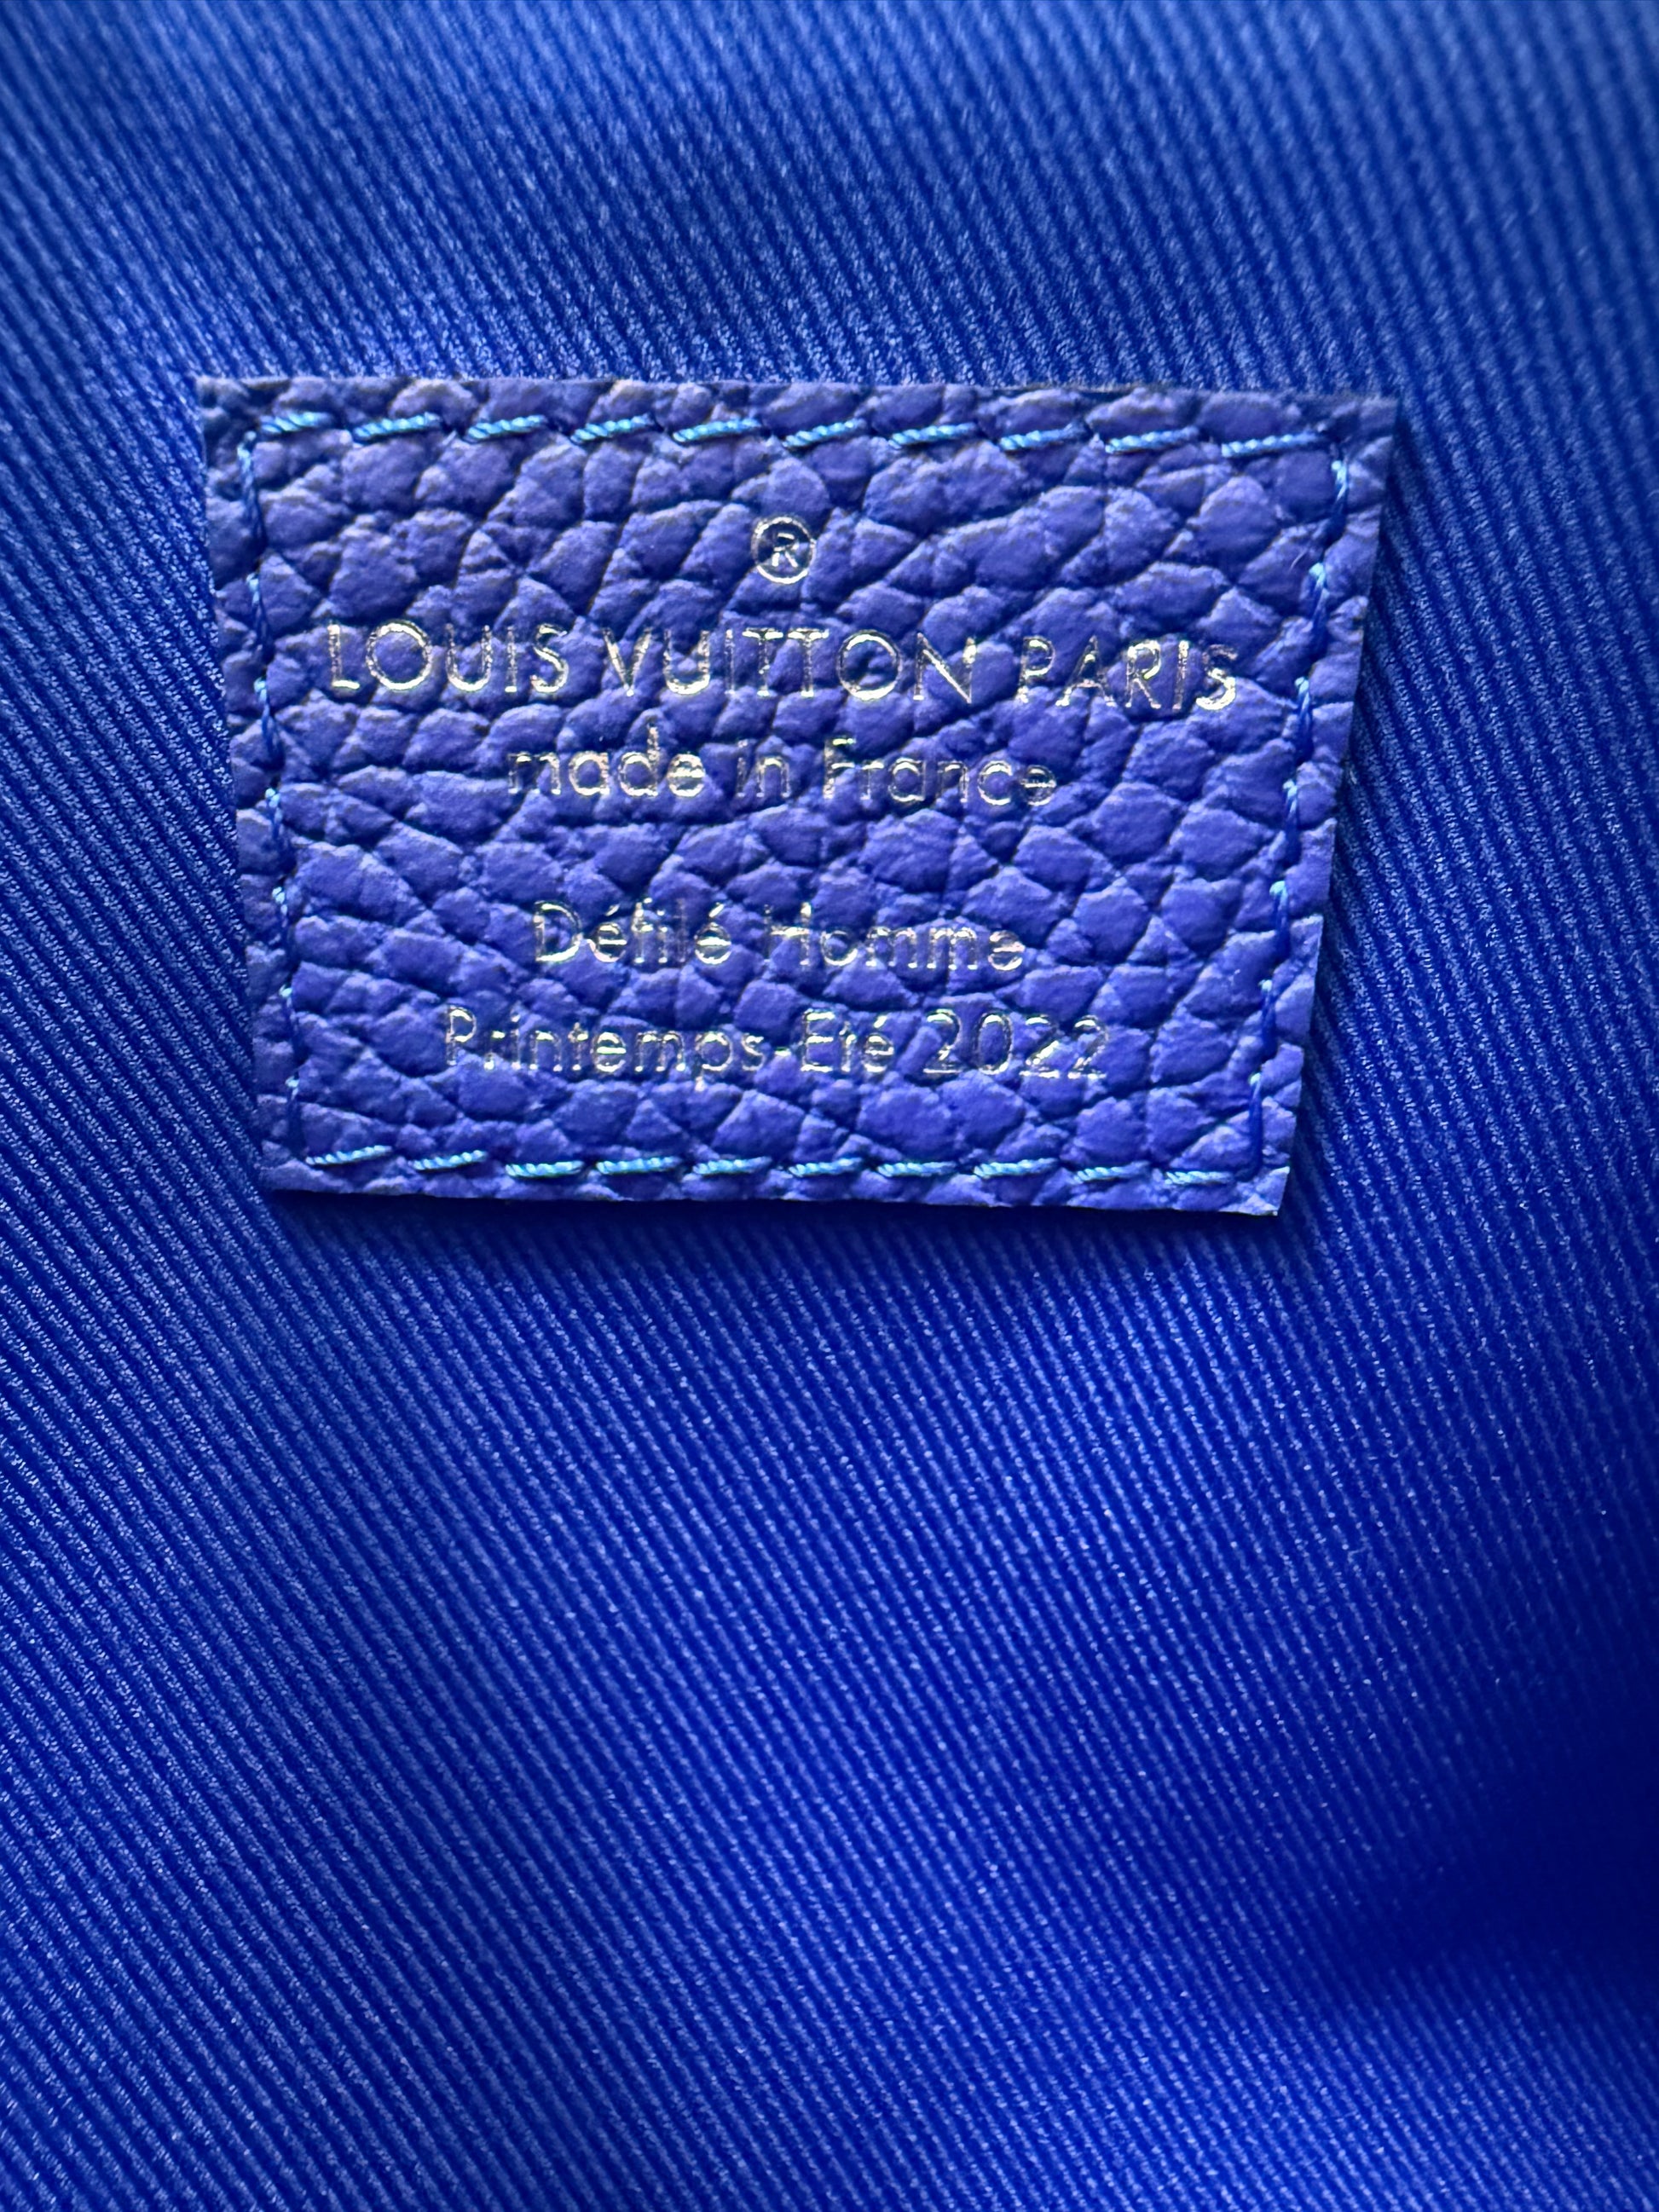 ®
LOUIS VUITTON PARIS
made in France
Défilé Homme
Printemps-Eté 2022